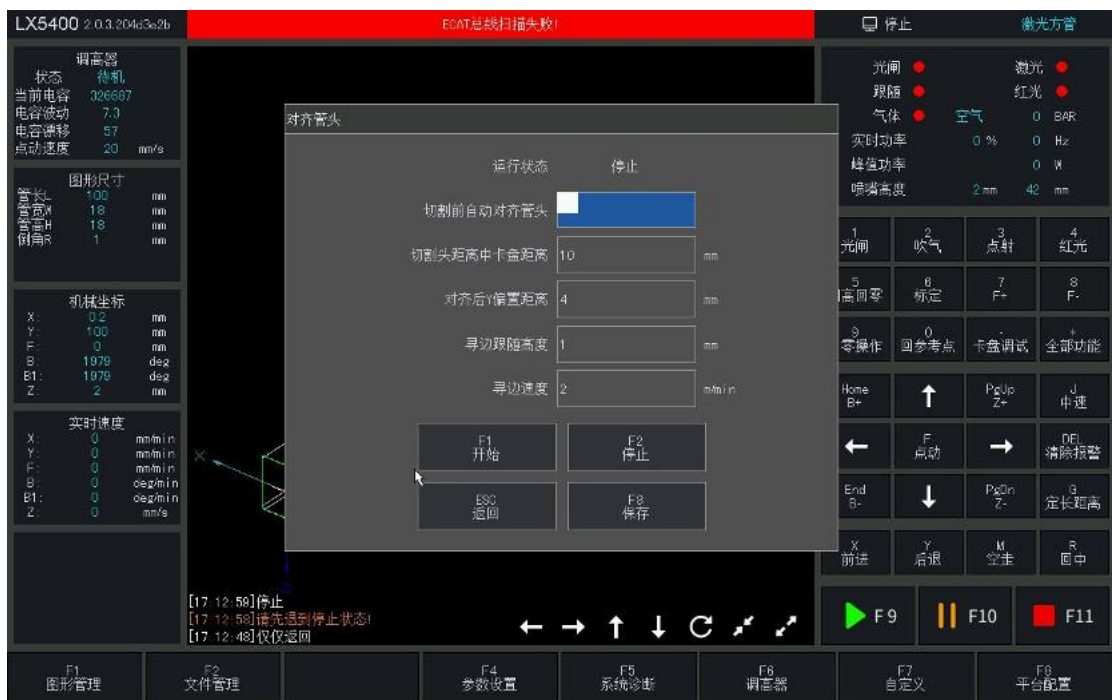 LX5400 2.0.3.204d3e2b
ECAT总线扫描失败!
停止
激光方管
调高器
状态 待机
当前电容 326687
电容波动 7.3
电容漂移 57
点动速度 20 mm/s
图形尺寸
管长L 100 mm
管宽W 18 mm
管高H 18 mm
倒角R 1 mm
机械坐标
X: 0.2 mm
Y: 100 mm
F: 0 mm
B: 1979 deg
B1: 1979 deg
Z: 2 mm
实时速度
X: 0 mm/min
Y: 0 mm/min
F: 0 mm/min
B: 0 deg/min
B1: 0 deg/min
Z: 0 mm/s
对齐管头
运行状态 停止
切割前自动对齐管头
切割头距离中卡盘距离 10 mm
对齐后Y偏置距离 4 mm
寻边跟随高度 1 mm
寻边速度 2 m/min
F1
开始
F2
停止
ESC
返回
F8
保存
X
Z
[17:12:59]停止
[17:12:58]请先退到停止状态!
[17:12:48]仅仅返回
光闸 激光
跟随 红光
气体 空气 0 BAR
实时功率 0 % 0 Hz
峰值功率 0 W
喷嘴高度 2 mm 42 mm
1
光闸
2
吹气
3
点射
4
红光
5
高回零
6
标定
7
F+
8
F-
9
零操作
0
回参考点
-
卡盘调试
+
全部功能
Home
B+
PgUp
Z+
J
中速
F
点动
DEL
清除报警
End
B-
PgDn
Z-
G
定长距离
X
前进
Y
后退
M
空走
R
回中
F9
F10
F11
F1
图形管理
F2
文件管理
F4
参数设置
F5
系统诊断
F6
调高器
F7
自定义
F8
平台配置